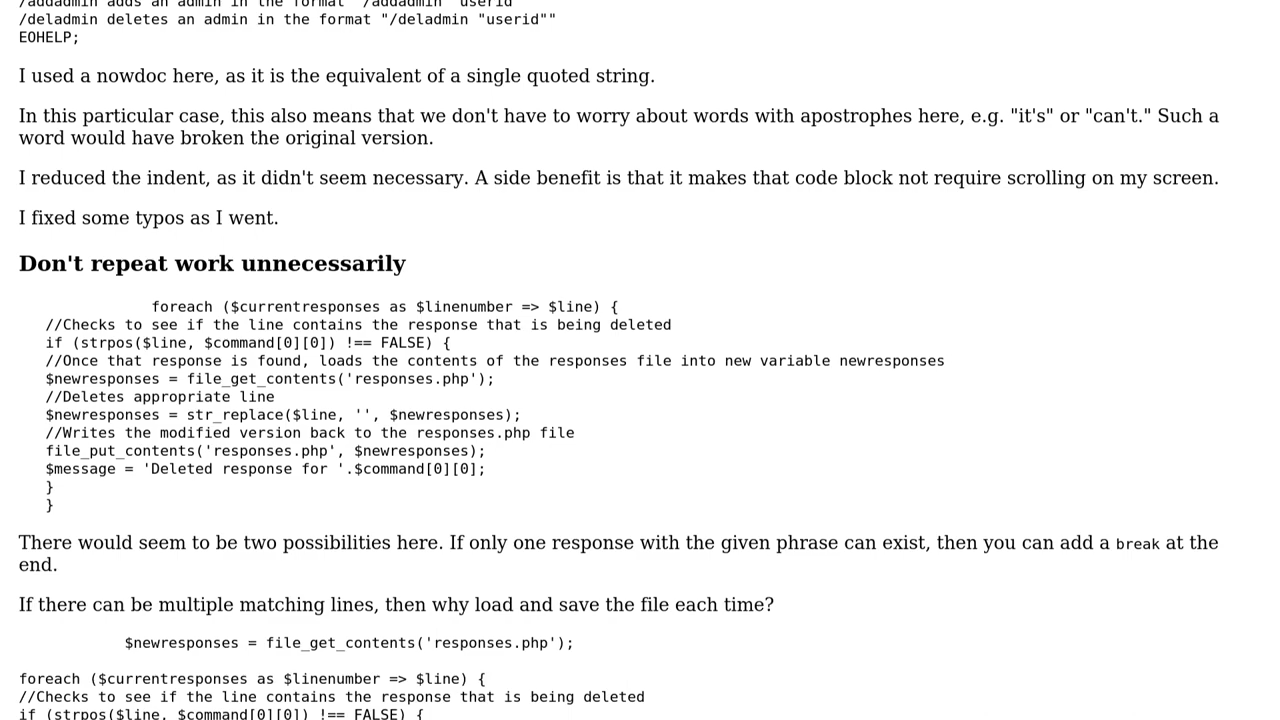 /addadmin adds an admin in the format "/addadmin "userid""
/deladmin deletes an admin in the format "/deladmin "userid""
EOHELP;
I used a nowdoc here, as it is the equivalent of a single quoted string.
In this particular case, this also means that we don't have to worry about words with apostrophes here, e.g. "it's" or "can't." Such a
word would have broken the original version.
I reduced the indent, as it didn't seem necessary. A side benefit is that it makes that code block not require scrolling on my screen.
I fixed some typos as I went.
Don't repeat work unnecessarily
foreach ($currentresponses as $linenumber => $line) {
//Checks to see if the line contains the response that is being deleted
if (strpos($line, $command[0][0]) !== FALSE) {
//Once that response is found, loads the contents of the responses file into new variable newresponses
$newresponses = file_get_contents('responses.php');
//Deletes appropriate line
$newresponses = str_replace($line, '', $newresponses);
//Writes the modified version back to the responses.php file
file_put_contents('responses.php', $newresponses);
$message = 'Deleted response for '.$command[0][0];
}
}
There would seem to be two possibilities here. If only one response with the given phrase can exist, then you can add a break at the
end.
If there can be multiple matching lines, then why load and save the file each time?
$newresponses = file_get_contents('responses.php');
foreach ($currentresponses as $linenumber => $line) {
//Checks to see if the line contains the response that is being deleted
if (strpos($line, $command[0][0]) !== FALSE) {